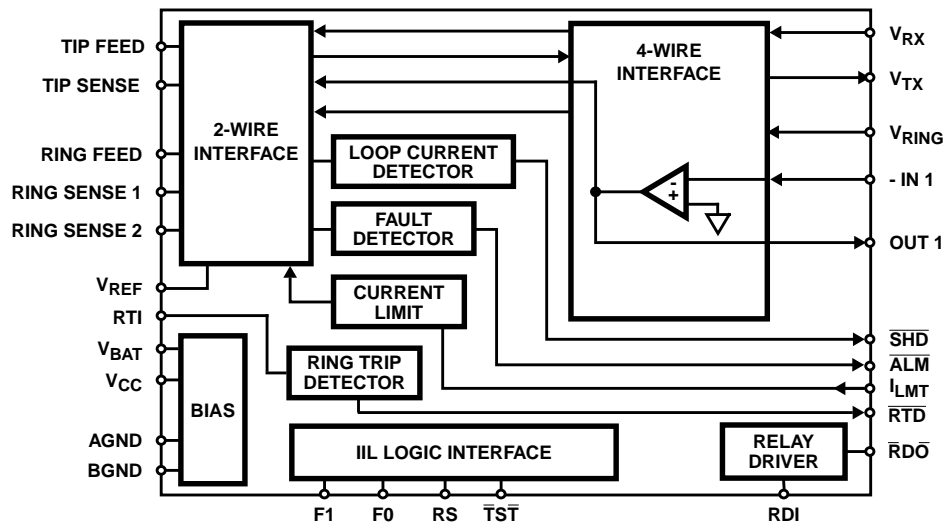 TIP FEED
TIP SENSE
RING FEED
RING SENSE 1
RING SENSE 2
VREF
RTI
VBAT
VCC
AGND
BGND
2-WIRE
INTERFACE
LOOP CURRENT
DETECTOR
FAULT
DETECTOR
CURRENT
LIMIT
RING TRIP
DETECTOR
BIAS
IIL LOGIC INTERFACE
4-WIRE
INTERFACE
-
+
RELAY
DRIVER
VRX
VTX
VRING
- IN 1
OUT 1
SHD
ALM
ILMT
RTD
RDO
F1
F0
RS
TST
RDI